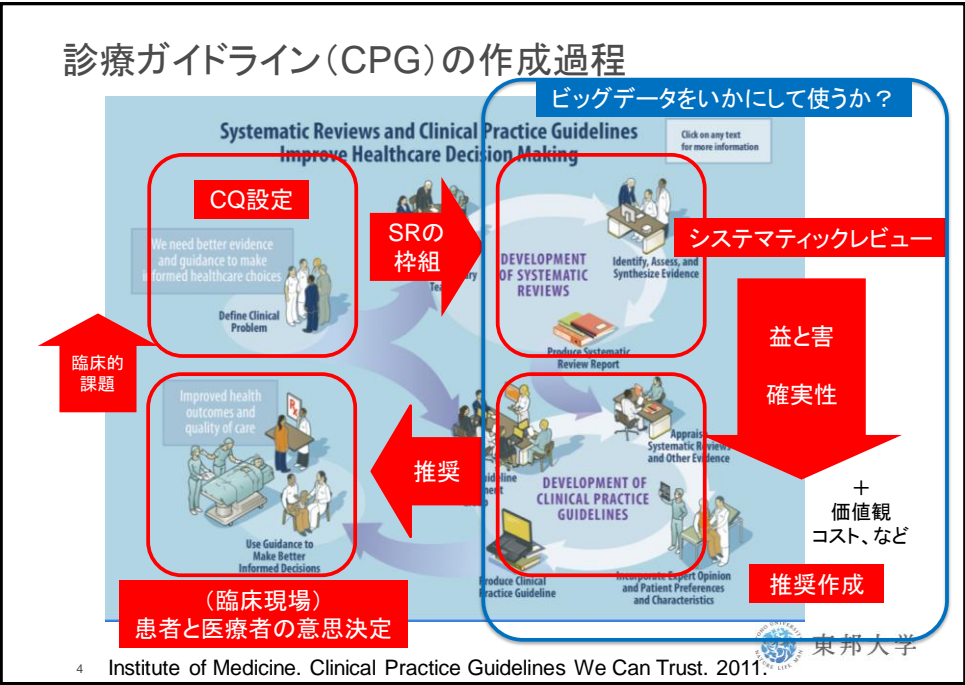 診療ガイドライン(CPG)の作成過程
ビッグデータをいかにして使うか?
Systematic Reviews and Clinical Practice Guidelines
Improve Healthcare Decision Making
Click on any text
for more information
CQ設定
We need better evidence
and guidance to make
informed healthcare choices
Define Clinical
Problem
SRの
枠組
DEVELOPMENT
OF SYSTEMATIC
REVIEWS
Identify, Assess, and
Synthesize Evidence
システマティックレビュー
Produce Systematic
Review Report
益と害
確実性
臨床的
課題
Improved health
outcomes and
quality of care
推奨
Appraise
Systematic Reviews
and Other Evidence
DEVELOPMENT OF
CLINICAL PRACTICE
GUIDELINES
+
価値観
コスト、など
Use Guidance to
Make Better
Informed Decisions
Produce Clinical
Practice Guideline
Incorporate Expert Opinion
and Patient Preferences
and Characteristics
推奨作成
(臨床現場)
患者と医療者の意思決定
東邦大学
4
Institute of Medicine. Clinical Practice Guidelines We Can Trust. 2011.